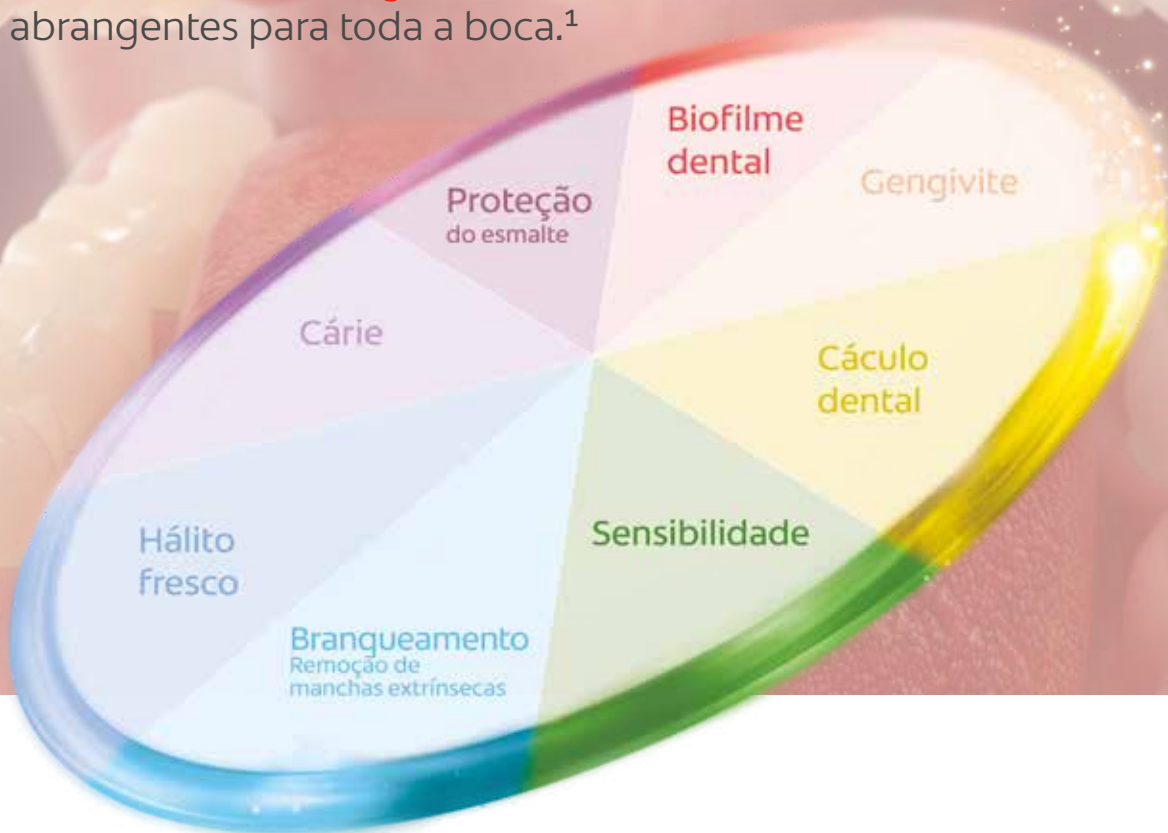 abrangentes para toda a boca.¹
Biofilme
dental
Gengivite
Proteção
do esmalte
Cárie
Cáculo
dental
Sensibilidade
Hálito
fresco
Branqueamento
Remoção de
manchas extrínsecas